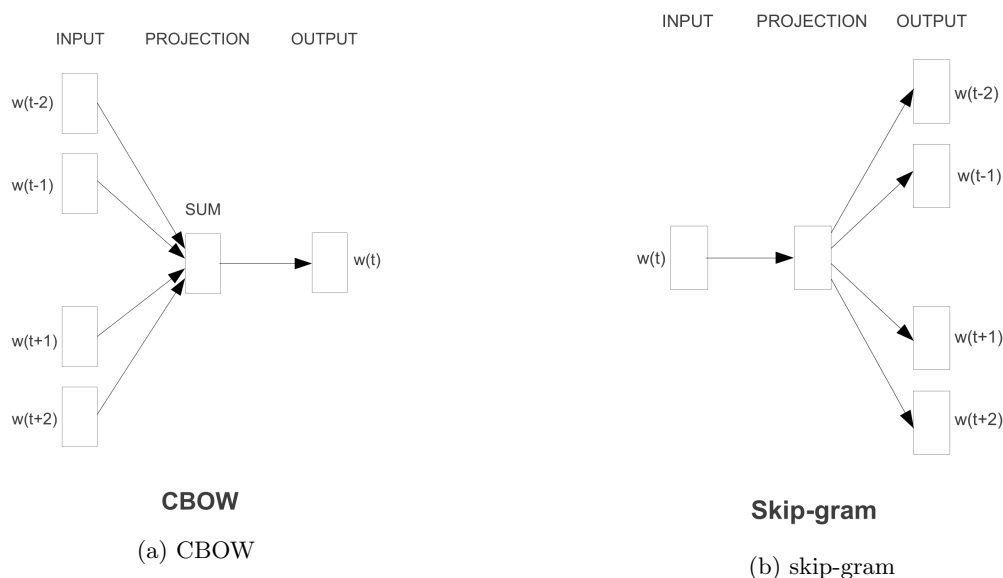 INPUT PROJECTION OUTPUT
w(t-2)
w(t-1)
SUM
w(t)
w(t+1)
w(t+2)
CBOW
(a) CBOW
INPUT PROJECTION OUTPUT
w(t-2)
w(t-1)
w(t)
w(t+1)
w(t+2)
Skip-gram
(b) skip-gram